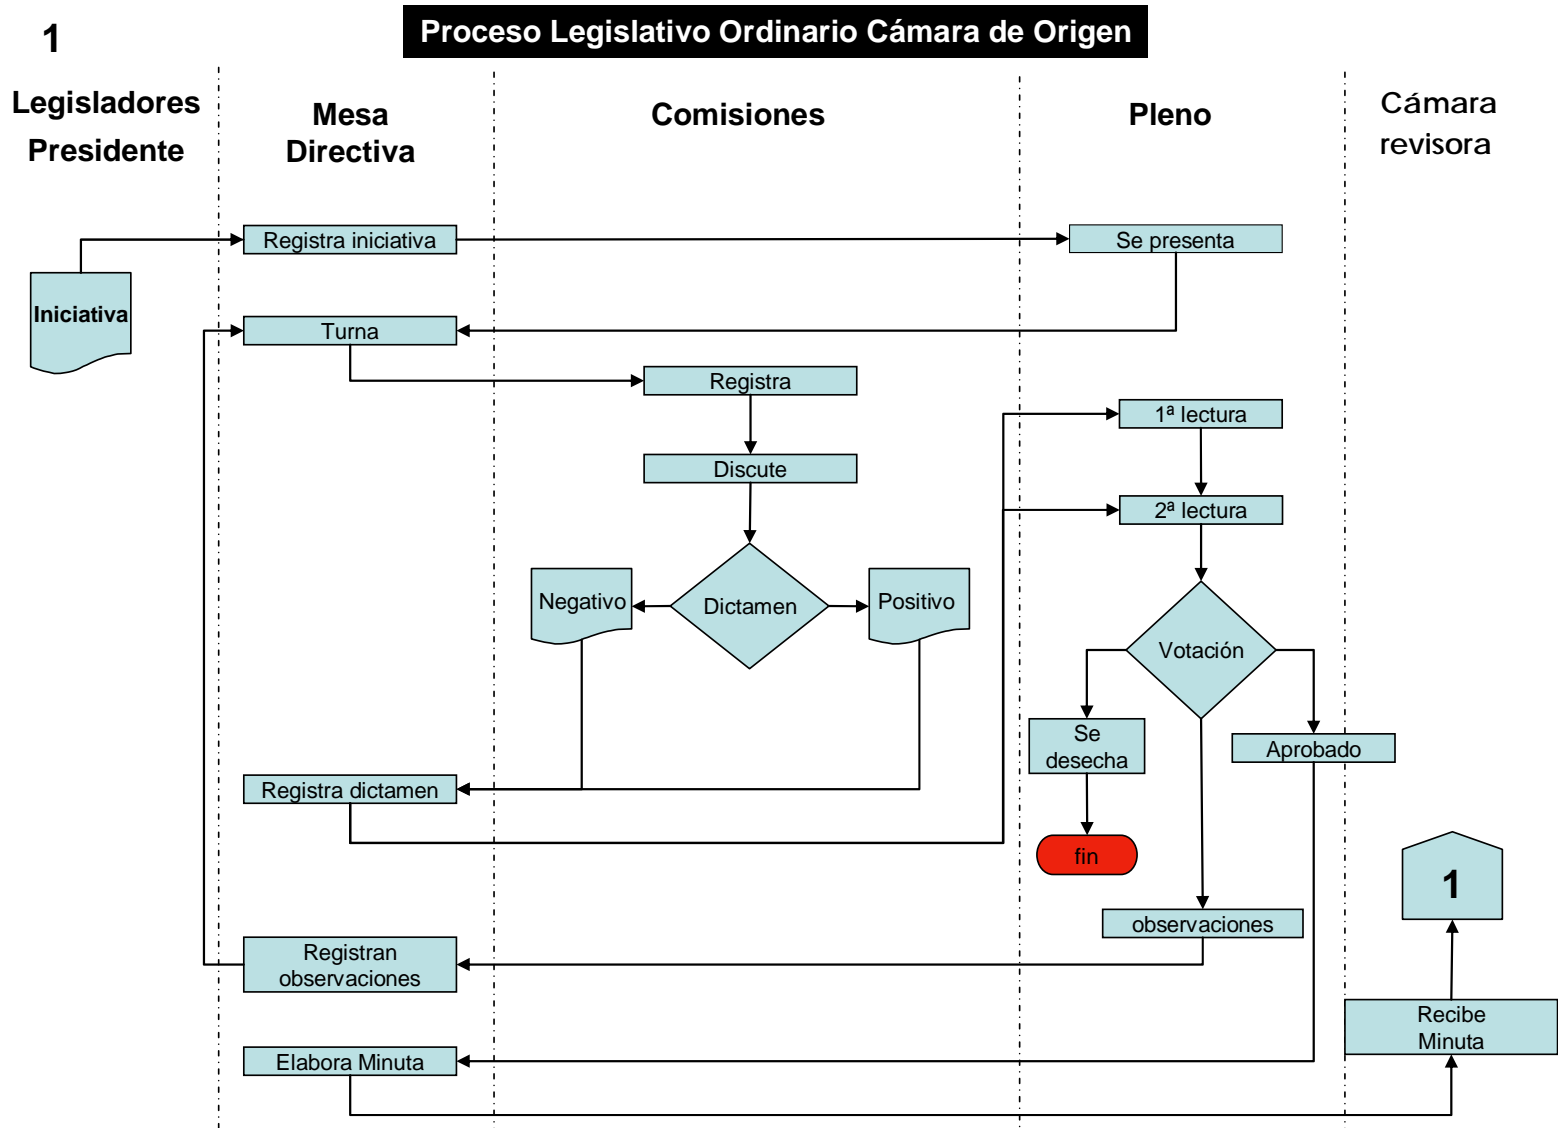 1
Proceso Legislativo Ordinario Cámara de Origen
Legisladores
Presidente
Mesa
Directiva
Comisiones
Pleno
Cámara
revisora
Registra iniciativa
Se presenta
Iniciativa
Turna
Registra
1ª lectura
Discute
2ª lectura
Negativo
Dictamen
Positivo
Votación
Se
desecha
Aprobado
Registra dictamen
fin
1
observaciones
Registran
observaciones
Recibe
Minuta
Elabora Minuta